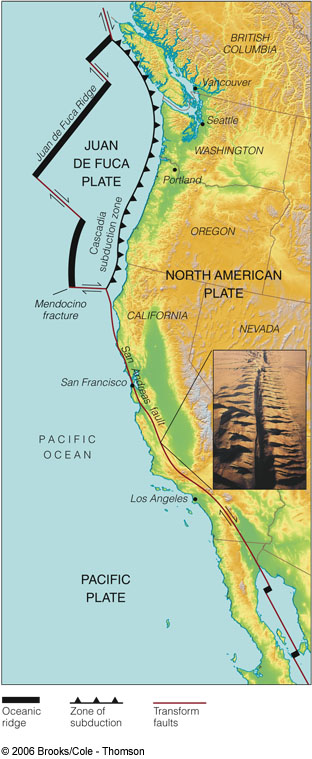 BRITISH
COLUMBIA
Vancouver
Juan de Fuca Ridge
Seattle
JUAN
DE FUCA
PLATE
WASHINGTON
Portland
Cascadia
subduction zone
OREGON
NORTH AMERICAN
PLATE
Mendocino
fracture
CALIFORNIA
NEVADA
San Andreas fault
San Francisco
PACIFIC
OCEAN
Los Angeles
PACIFIC
PLATE
Oceanic
ridge
Zone of
subduction
Transform
faults
© 2006 Brooks/Cole - Thomson